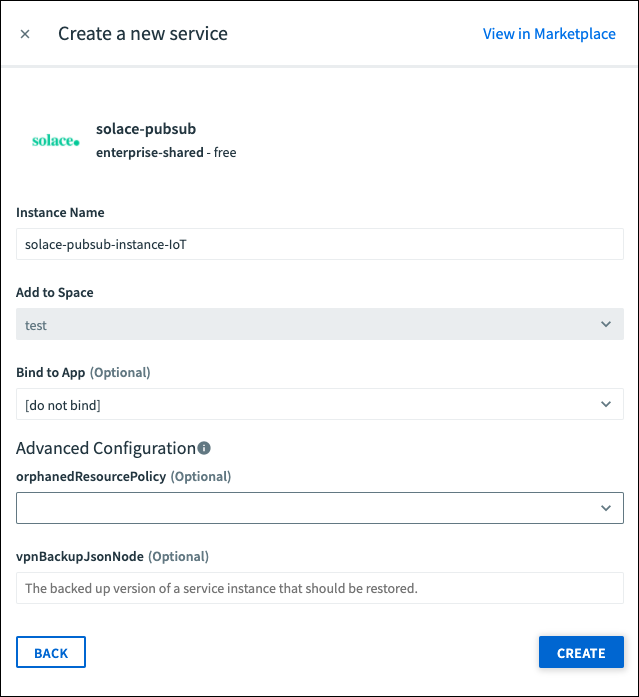 × Create a new service View in Marketplace
solace•
solace-pubsub
enterprise-shared - free
Instance Name
solace-pubsub-instance-IoT
Add to Space
test
Bind to App (Optional)
[do not bind]
Advanced Configuration
orphanedResourcePolicy (Optional)
vpnBackupJsonNode (Optional)
The backed up version of a service instance that should be restored.
BACK CREATE